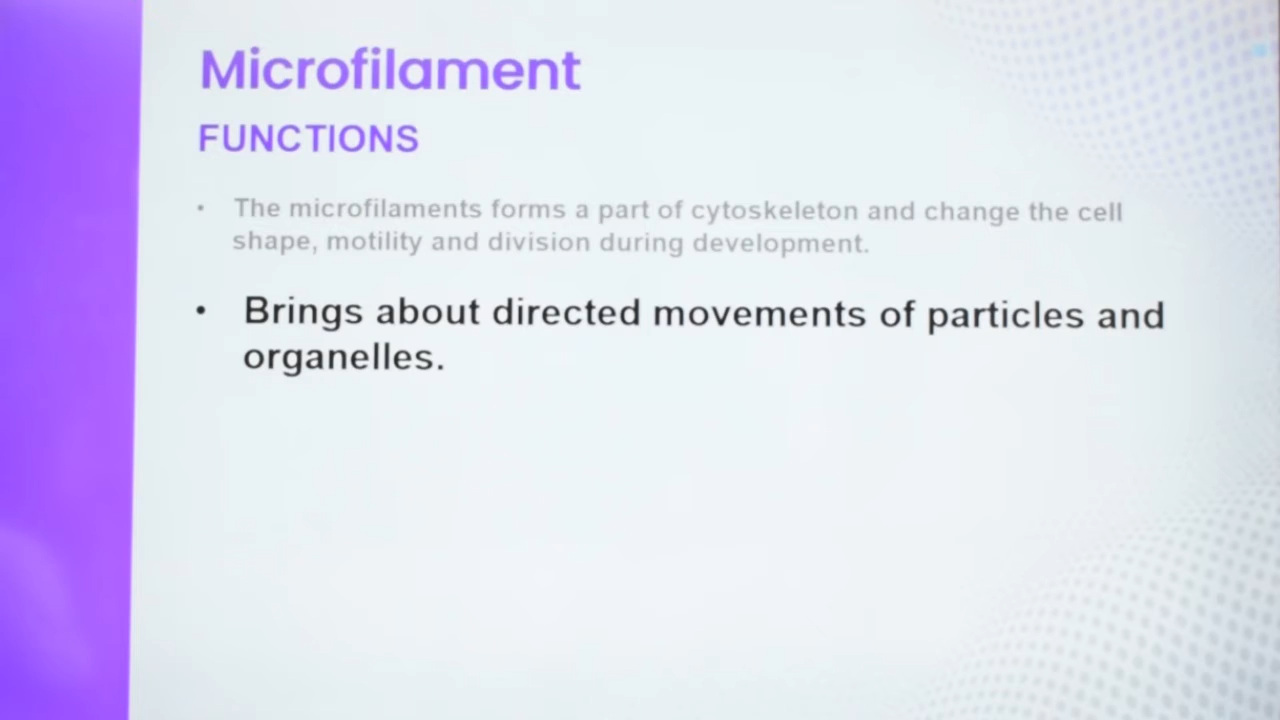 Microfilament
FUNCTIONS
• The microfilaments forms a part of cytoskeleton and change the cell
shape, motility and division during development.
• Brings about directed movements of particles and
organelles.